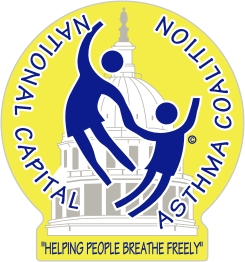 NATIONAL CAPITAL
ASTHMA COALITION
©
"HELPING PEOPLE BREATHE FREELY"